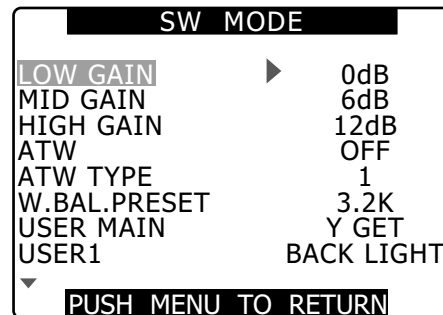 SW MODE
LOW GAIN 0dB
MID GAIN 6dB
HIGH GAIN 12dB
ATW OFF
ATW TYPE 1
W.BAL.PRESET 3.2K
USER MAIN Y GET
USER1 BACK LIGHT
PUSH MENU TO RETURN